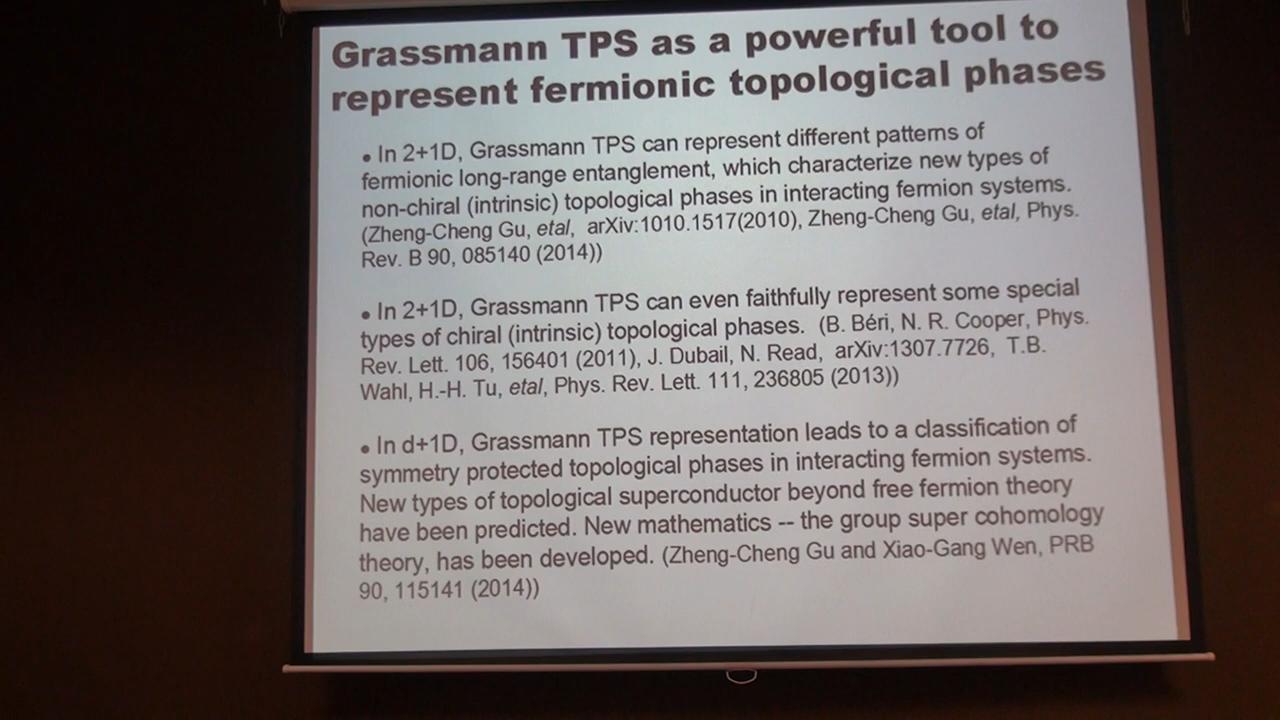 Grassmann TPS as a powerful tool to
represent fermionic topological phases
• In 2+1D, Grassmann TPS can represent different patterns of
fermionic long-range entanglement, which characterize new types of
non-chiral (intrinsic) topological phases in interacting fermion systems.
(Zheng-Cheng Gu, etal, arXiv:1010.1517(2010), Zheng-Cheng Gu, etal, Phys.
Rev. B 90, 085140 (2014))
• In 2+1D, Grassmann TPS can even faithfully represent some special
types of chiral (intrinsic) topological phases. (B. Béri, N. R. Cooper, Phys.
Rev. Lett. 106, 156401 (2011), J. Dubail, N. Read, arXiv:1307.7726, T.B.
Wahl, H.-H. Tu, etal, Phys. Rev. Lett. 111, 236805 (2013))
• In d+1D, Grassmann TPS representation leads to a classification of
symmetry protected topological phases in interacting fermion systems.
New types of topological superconductor beyond free fermion theory
have been predicted. New mathematics -- the group super cohomology
theory, has been developed. (Zheng-Cheng Gu and Xiao-Gang Wen, PRB
90, 115141 (2014))